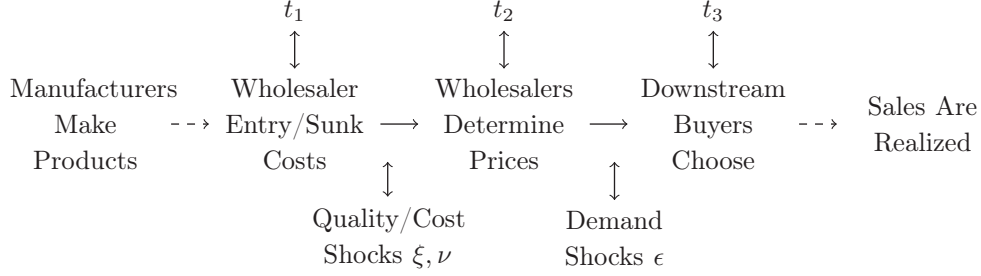 t₁
t₂
t₃
Manufacturers
Make
Products
Wholesaler
Entry/Sunk
Costs
Wholesalers
Determine
Prices
Downstream
Buyers
Choose
Sales Are
Realized
Quality/Cost
Shocks ξ, ν
Demand
Shocks ϵ